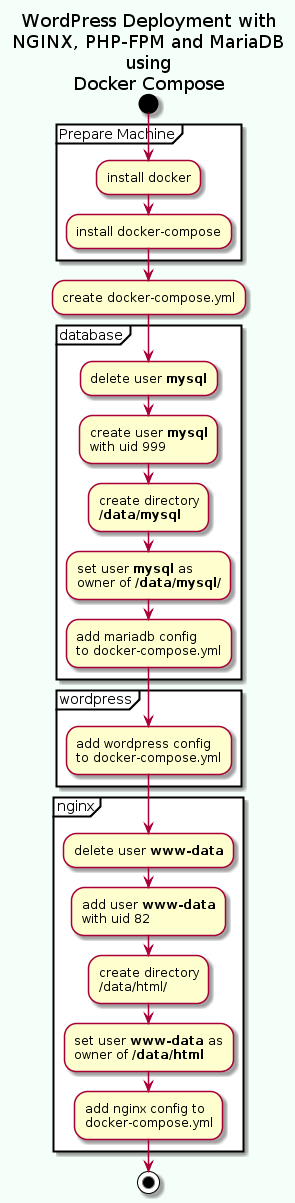 WordPress Deployment with
NGINX, PHP-FPM and MariaDB
using
Docker Compose
Prepare Machine
install docker
install docker-compose
create docker-compose.yml
database
delete user mysql
create user mysql
with uid 999
create directory
/data/mysql
set user mysql as
owner of /data/mysql/
add mariadb config
to docker-compose.yml
wordpress
add wordpress config
to docker-compose.yml
nginx
delete user www-data
add user www-data
with uid 82
create directory
/data/html/
set user www-data as
owner of /data/html
add nginx config to
docker-compose.yml